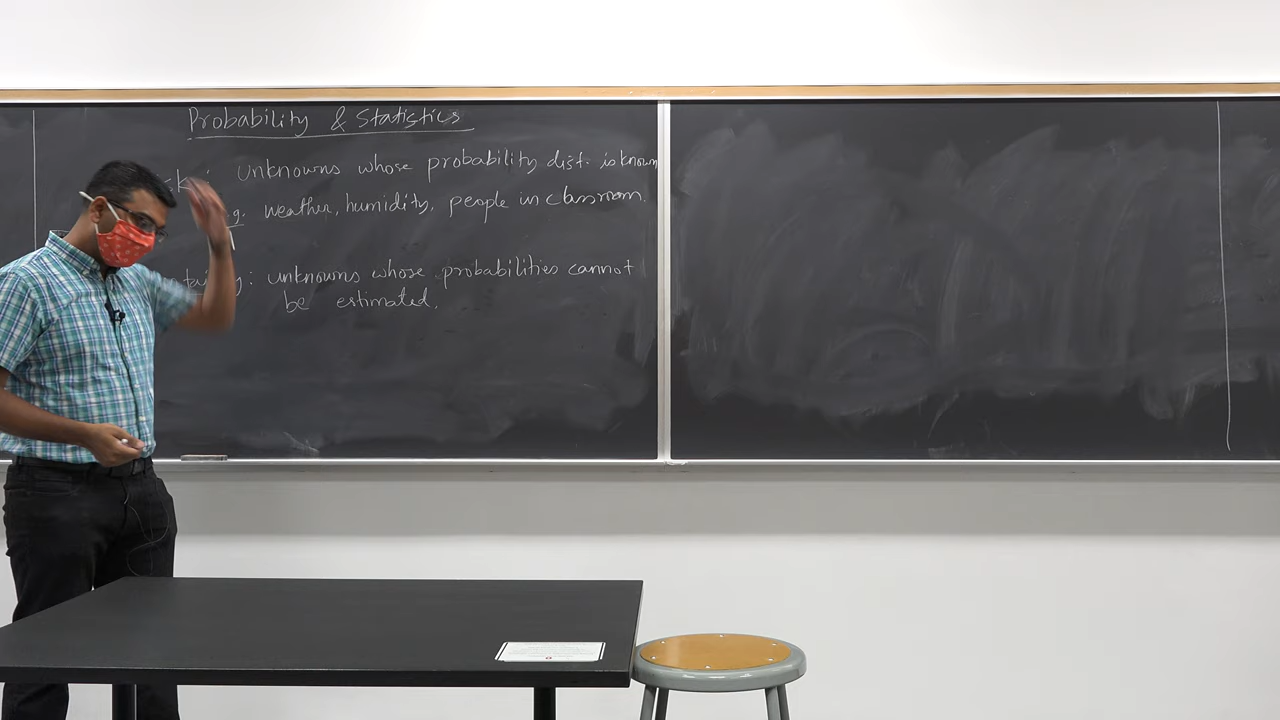 Probability & Statistics
: Unknowns whose probability dist. is known
g. weather, humidity, people in classroom.
: unknowns whose probabilities cannot
be estimated.